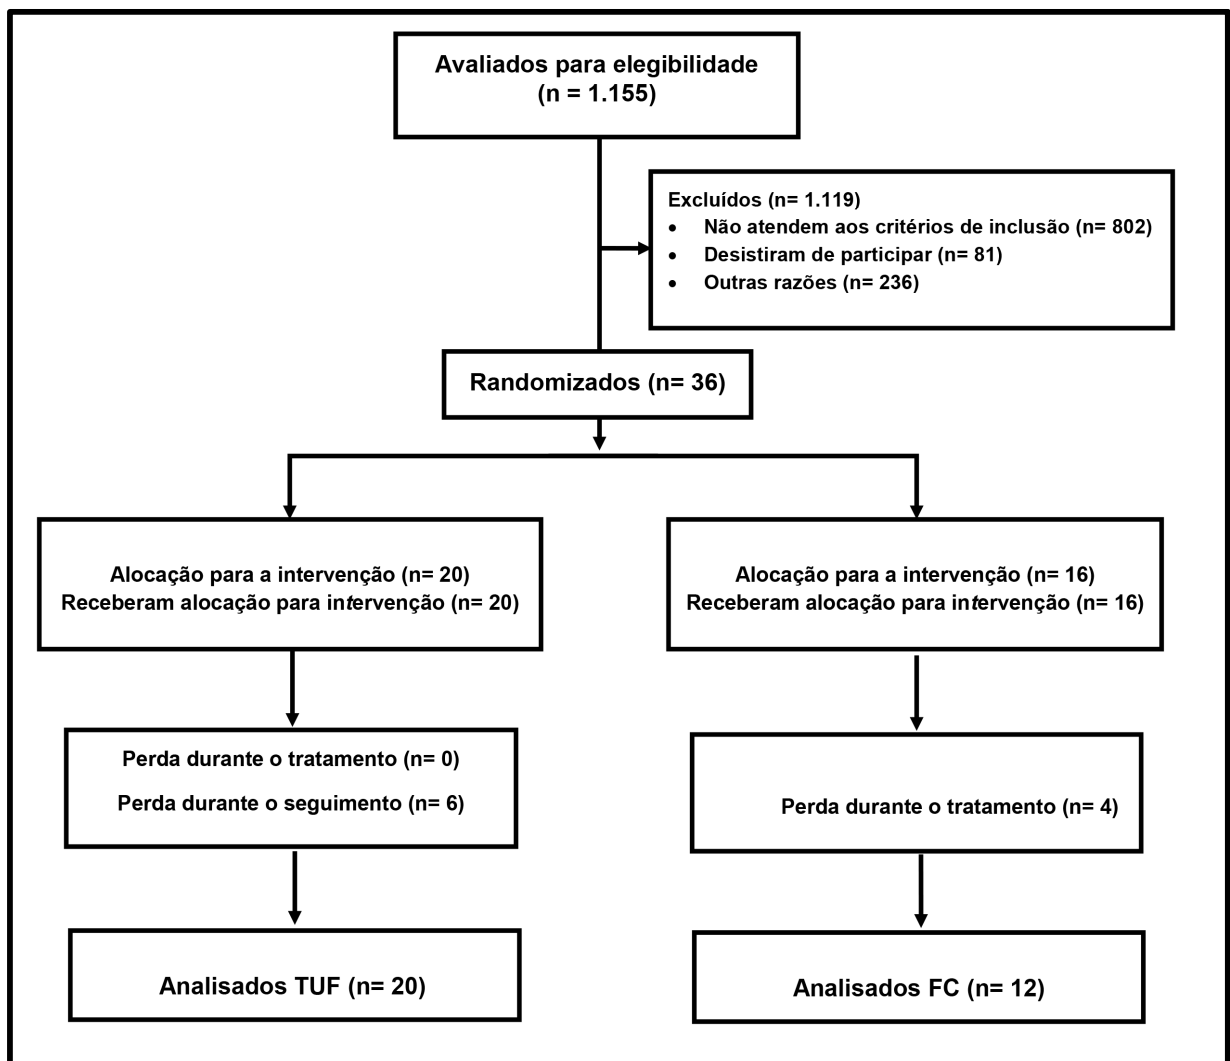 Avaliados para elegibilidade
(n = 1.155)
Excluídos (n= 1.119)
• Não atendem aos critérios de inclusão (n= 802)
• Desistiram de participar (n= 81)
• Outras razões (n= 236)
Randomizados (n= 36)
Alocação para a intervenção (n= 20)
Receberam alocação para intervenção (n= 20)
Alocação para a intervenção (n= 16)
Receberam alocação para intervenção (n= 16)
Perda durante o tratamento (n= 0)
Perda durante o seguimento (n= 6)
Perda durante o tratamento (n= 4)
Analisados TUF (n= 20)
Analisados FC (n= 12)